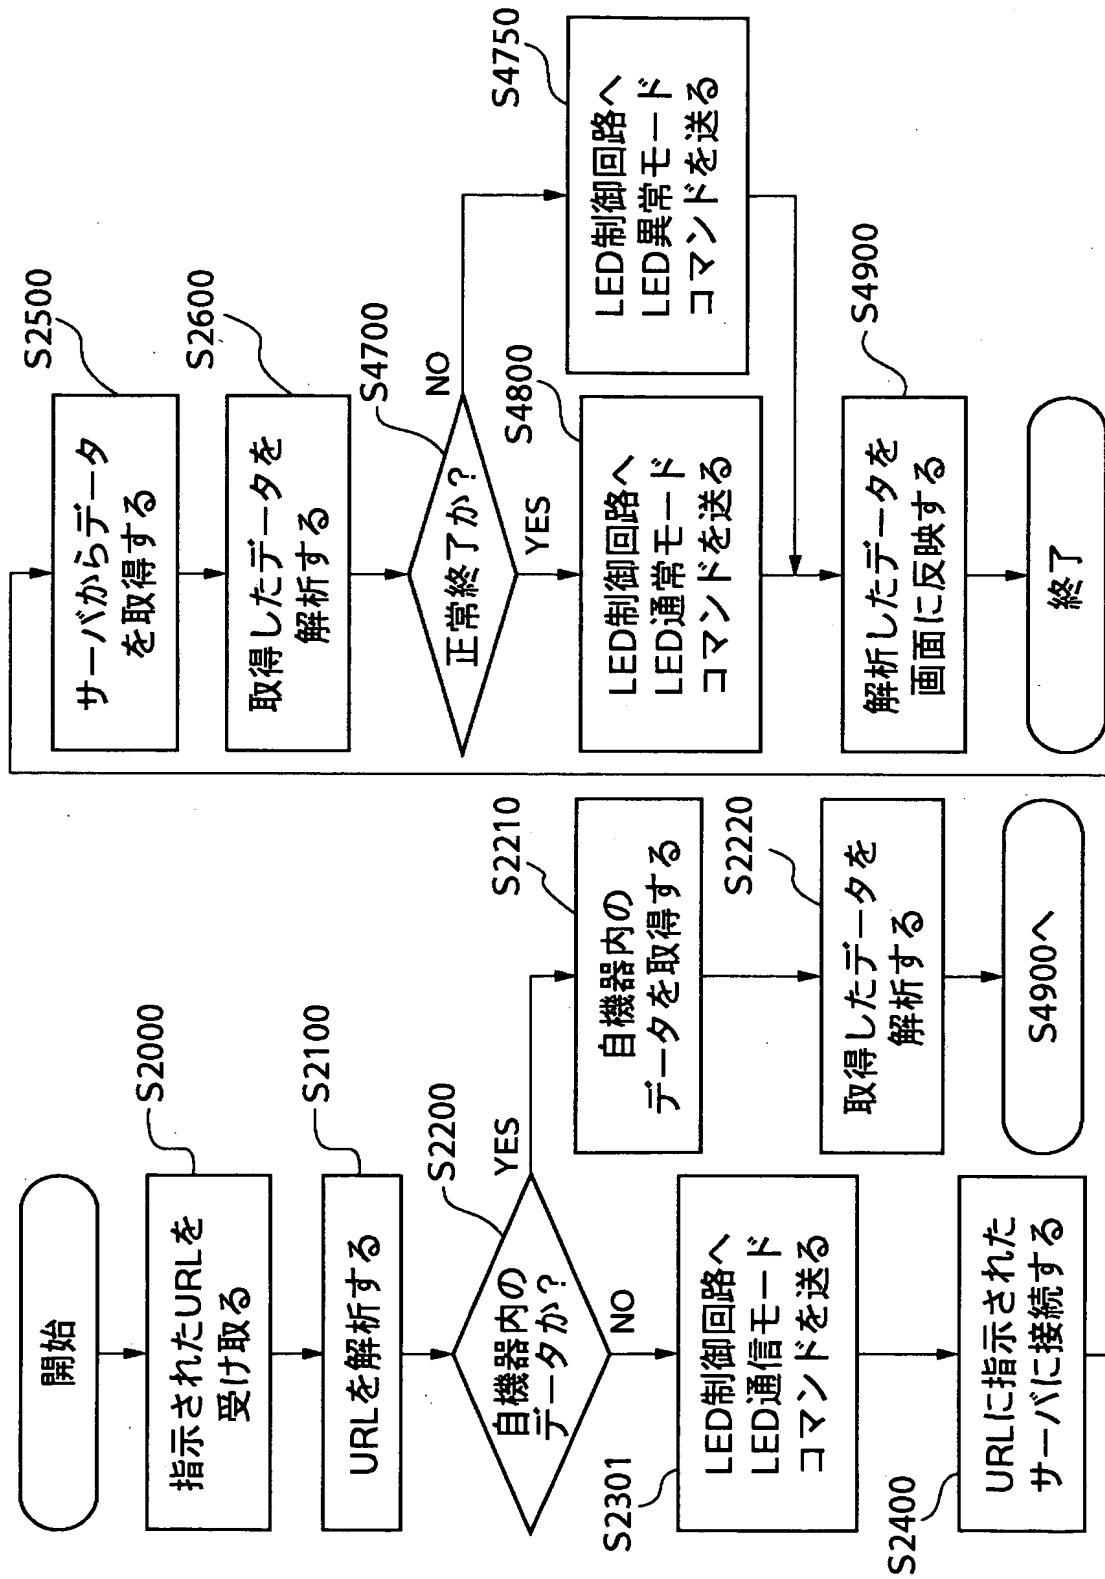 開始
S2000
指示されたURLを
受け取る
S2100
URLを解析する
S2200
自機器内の
データか？
YES
NO
S2210
自機器内の
データを取得する
S2220
取得したデータを
解析する
S4900へ
S2301
LED制御回路へ
LED通信モード
コマンドを送る
S2400
URLに指示された
サーバに接続する
S2500
サーバからデータ
を取得する
S2600
取得したデータを
解析する
S4700
正常終了か？
NO
YES
S4750
LED制御回路へ
LED異常モード
コマンドを送る
S4800
LED制御回路へ
LED通常モード
コマンドを送る
S4900
解析したデータを
画面に反映する
終了